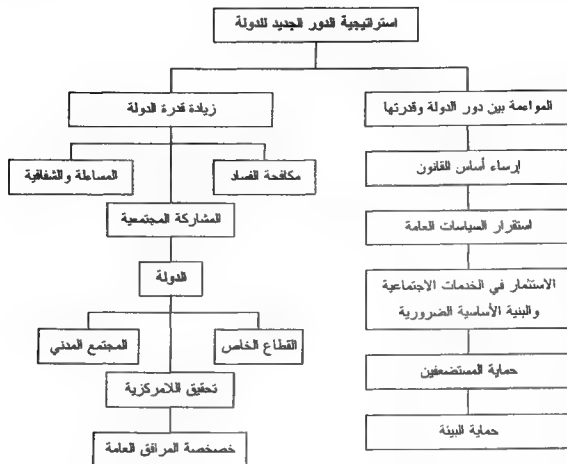 استراتيجية الدور الجديد للدولة
المواءمة بين دور الدولة وقدرتها
إرساء أساس القانون
استقرار السياسات العامة
الاستثمار في الخدمات الاجتماعية
والبنية الأساسية الضرورية
حماية المستضعفين
حماية البيئة
زيادة قدرة الدولة
مكافحة الفساد
المساءلة والشفافية
المشاركة المجتمعية
الدولة
القطاع الخاص
المجتمع المدني
تحقيق اللامركزية
خصخصة المرافق العامة